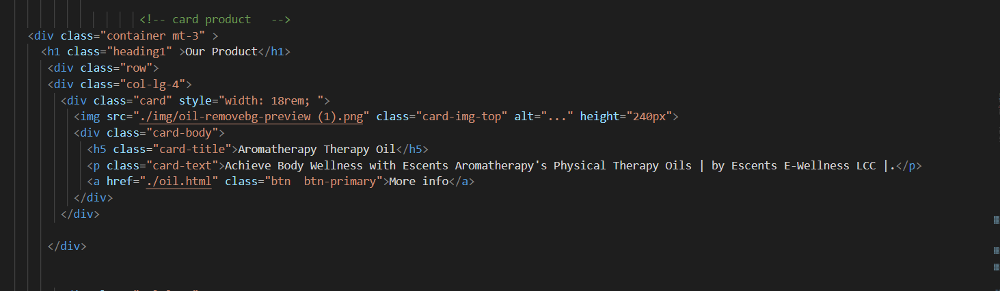 <!-- card product   -->
<div class="container mt-3" >
<h1 class="heading1" >Our Product</h1>
<div class="row">
<div class="col-lg-4">
<div class="card" style="width: 18rem; ">
<img src="./img/oil-removebg-preview (1).png" class="card-img-top" alt="..." height="240px">
<div class="card-body">
<h5 class="card-title">Aromatherapy Therapy Oil</h5>
<p class="card-text">Achieve Body Wellness with Escents Aromatherapy's Physical Therapy Oils | by Escents E-Wellness LCC |.</p>
<a href="./oil.html" class="btn  btn-primary">More info</a>
</div>
</div>
</div>